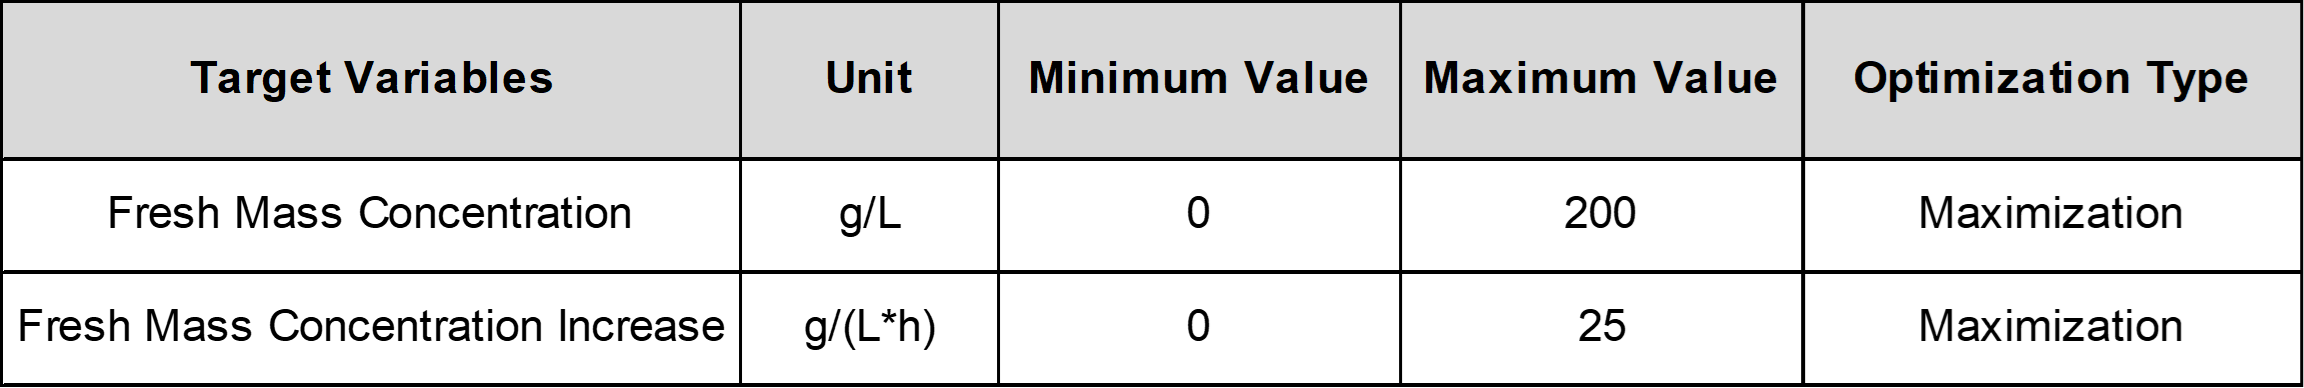 Target Variables Unit Minimum Value Maximum Value Optimization Type
Fresh Mass Concentration g/L 0 200 Maximization
Fresh Mass Concentration Increase g/(L*h) 0 25 Maximization